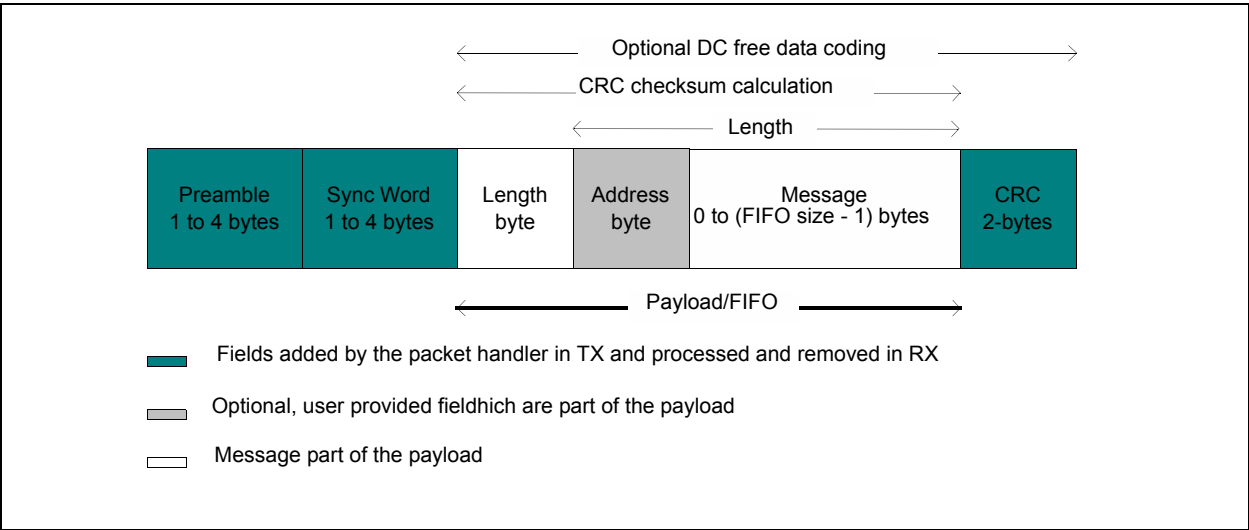 Optional DC free data coding
CRC checksum calculation
Length
Preamble
1 to 4 bytes
Sync Word
1 to 4 bytes
Length
byte
Address
byte
Message
0 to (FIFO size - 1) bytes
CRC
2-bytes
Payload/FIFO
Fields added by the packet handler in TX and processed and removed in RX
Optional, user provided fieldhich are part of the payload
Message part of the payload